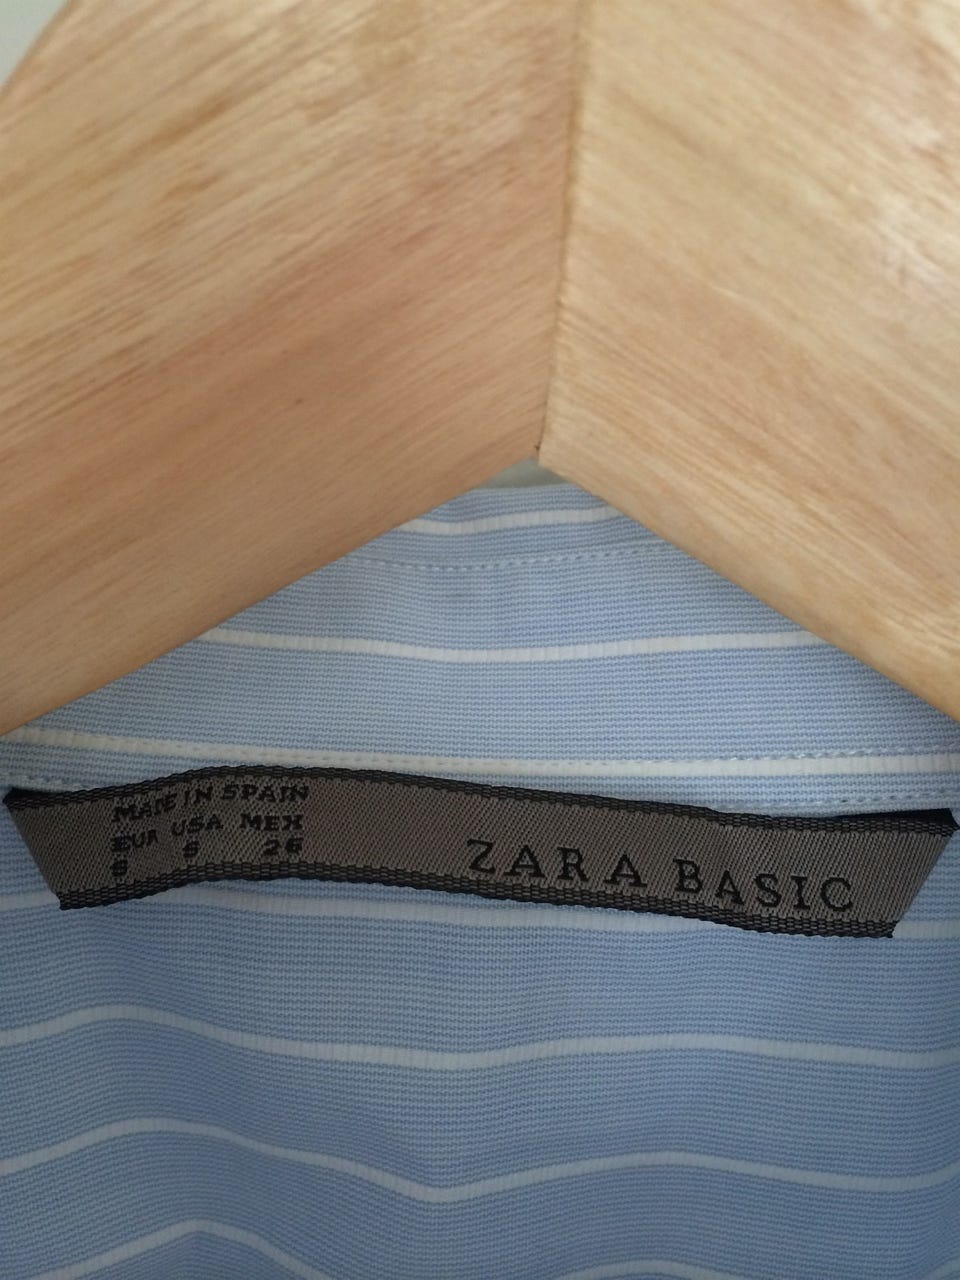 MADE IN SPAIN
EUR USA MEX
S S 26
ZARA BASIC